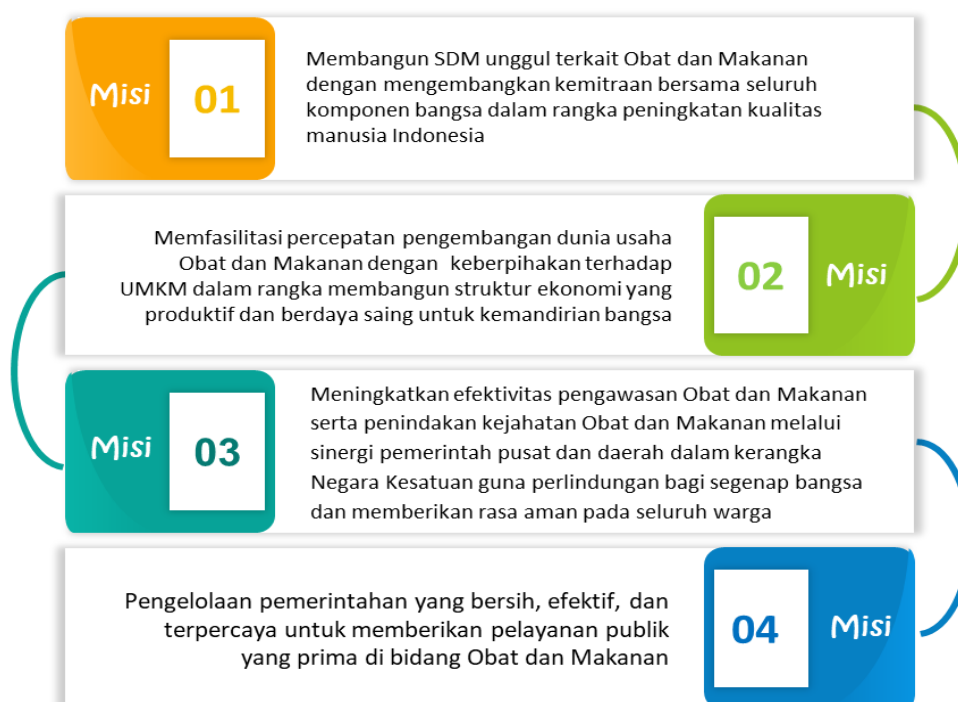 Misi
01
Membangun SDM unggul terkait Obat dan Makanan
dengan mengembangkan kemitraan bersama seluruh
komponen bangsa dalam rangka peningkatan kualitas
manusia Indonesia
Memfasilitasi percepatan pengembangan dunia usaha
Obat dan Makanan dengan keberpihakan terhadap
UMKM dalam rangka membangun struktur ekonomi yang
produktif dan berdaya saing untuk kemandirian bangsa
02
Misi
Misi
03
Meningkatkan efektivitas pengawasan Obat dan Makanan
serta penindakan kejahatan Obat dan Makanan melalui
sinergi pemerintah pusat dan daerah dalam kerangka
Negara Kesatuan guna perlindungan bagi segenap bangsa
dan memberikan rasa aman pada seluruh warga
Pengelolaan pemerintahan yang bersih, efektif, dan
terpercaya untuk memberikan pelayanan publik
yang prima di bidang Obat dan Makanan
04
Misi